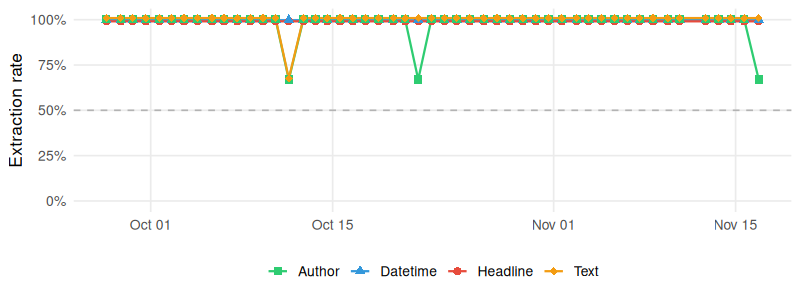 100%
75%
50%
25%
0%
Extraction rate
Oct 01 Oct 15 Nov 01 Nov 15
Author Datetime Headline Text